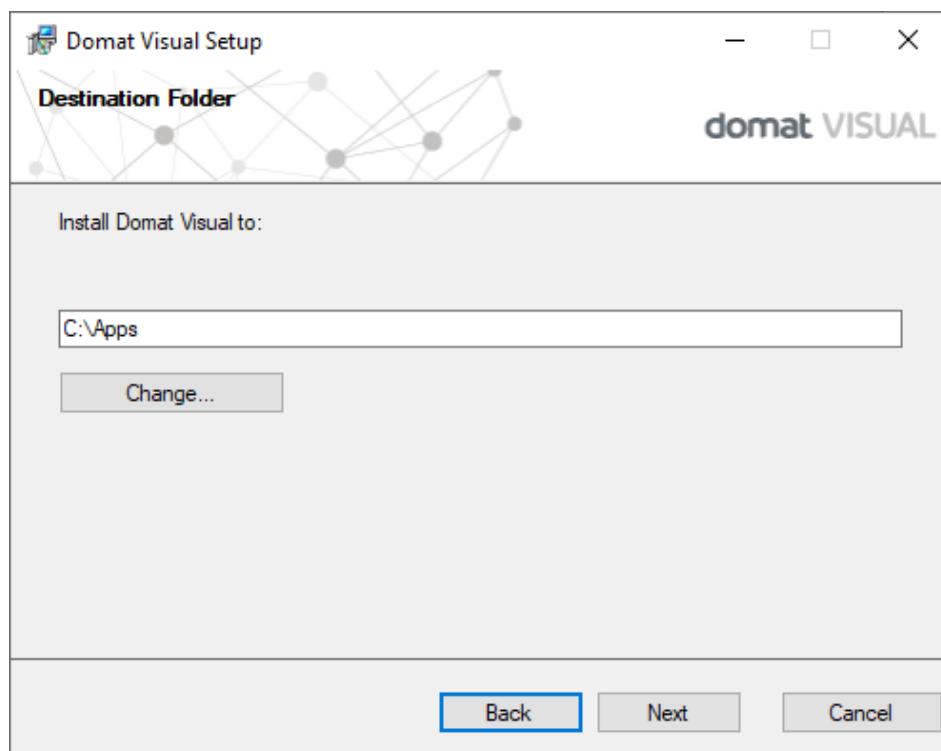 Domat Visual Setup
Destination Folder
domat VISUAL
Install Domat Visual to:
C:\Apps
Change...
Back Next Cancel